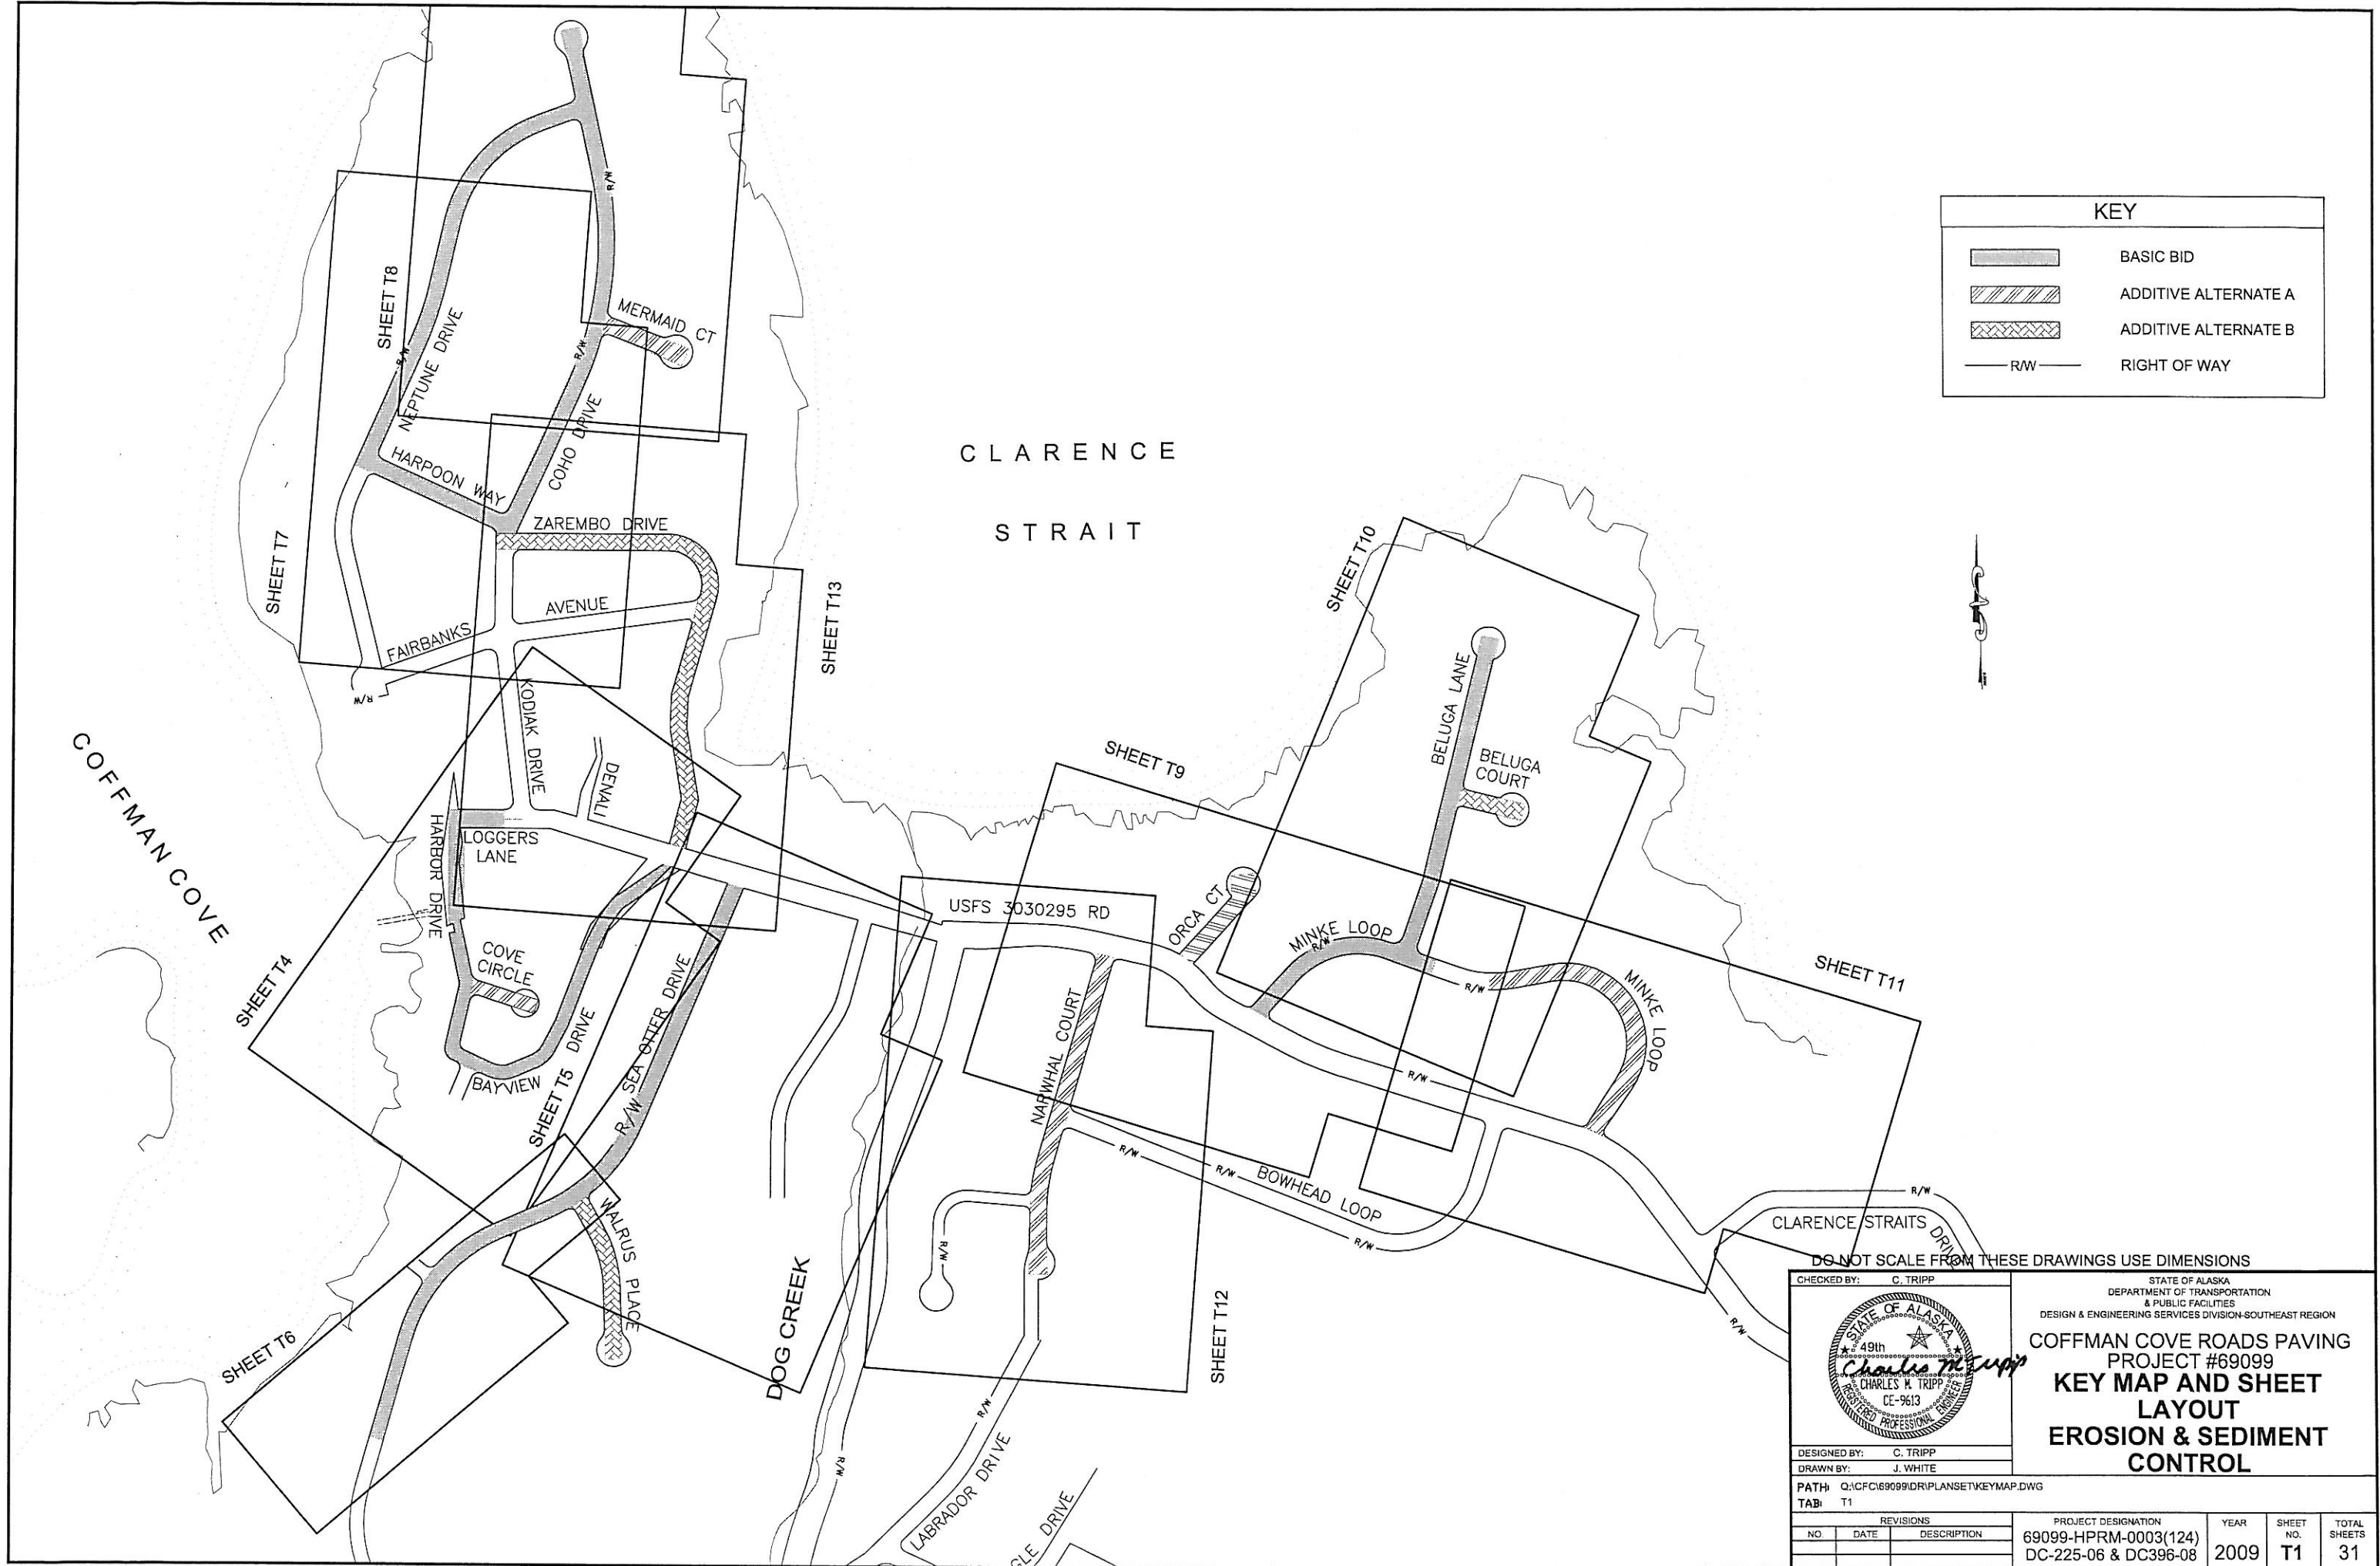 SHEET T8
NEPTUNE DRIVE
R/W
R/W
R/W
MERMAID CT
COHO DRIVE
HARPOON WAY
ZAREMBO DRIVE
SHEET T7
FAIRBANKS
AVENUE
SHEET T13
R/W
KODIAK DRIVE
DENALI
HARBOR DRIVE
LOGGERS
LANE
COFFMAN COVE
SHEET T4
COVE
CIRCLE
BAYVIEW
DRIVE
SHEET T5
R/W
SEA OTTER DRIVE
WALRUS PLACE
SHEET T6
DOG CREEK
CLARENCE
STRAIT
SHEET T9
SHEET T10
BELUGA LANE
BELUGA
COURT
USFS 3030295 RD
ORCA CT
MINKE LOOP
R/W
R/W
MINKE LOOP
SHEET T11
NARWHAL COURT
R/W
R/W
R/W
BOWHEAD LOOP
R/W
R/W
SHEET T12
R/W
R/W
LABRADOR DRIVE
GLE DRIVE
R/W
CLARENCE STRAITS
DRIVE
R/W
KEY
BASIC BID
ADDITIVE ALTERNATE A
ADDITIVE ALTERNATE B
R/W RIGHT OF WAY
DO NOT SCALE FROM THESE DRAWINGS USE DIMENSIONS
CHECKED BY: C. TRIPP
STATE OF ALASKA
49th
Charles M Tripp
CHARLES M. TRIPP
CE-9613
REGISTERED PROFESSIONAL ENGINEER
DESIGNED BY: C. TRIPP
DRAWN BY: J. WHITE
STATE OF ALASKA
DEPARTMENT OF TRANSPORTATION
& PUBLIC FACILITIES
DESIGN & ENGINEERING SERVICES DIVISION-SOUTHEAST REGION
COFFMAN COVE ROADS PAVING
PROJECT #69099
KEY MAP AND SHEET
LAYOUT
EROSION & SEDIMENT
CONTROL
PATH: Q:\CFC\69099\DR\PLANSET\KEYMAP.DWG
TAB: T1
REVISIONS
NO. DATE DESCRIPTION
PROJECT DESIGNATION
69099-HPRM-0003(124)
DC-225-06 & DC396-08
YEAR
2009
SHEET
NO.
T1
TOTAL
SHEETS
31